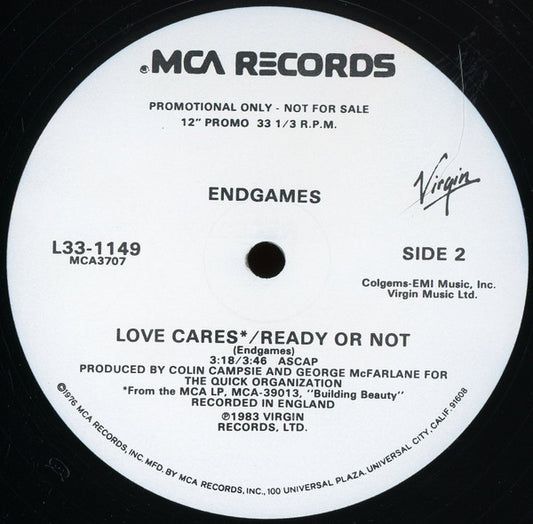 MCA RECORDS
PROMOTIONAL ONLY - NOT FOR SALE
12" PROMO 33 1/3 R.P.M.
ENDGAMES
Virgin
L33-1149
MCA3707
SIDE 2
Colgems-EMI Music, Inc.
Virgin Music Ltd.
LOVE CARES*/READY OR NOT
(Endgames)
3:18/3:46 ASCAP
PRODUCED BY COLIN CAMPSIE AND GEORGE McFARLANE FOR
THE QUICK ORGANIZATION
*From the MCA LP, MCA-39013, "Building Beauty"
RECORDED IN ENGLAND
℗1983 VIRGIN
RECORDS, LTD.
©1976 MCA RECORDS, INC. MFD. BY MCA RECORDS, INC., 100 UNIVERSAL PLAZA, UNIVERSAL CITY, CALIF. 91608